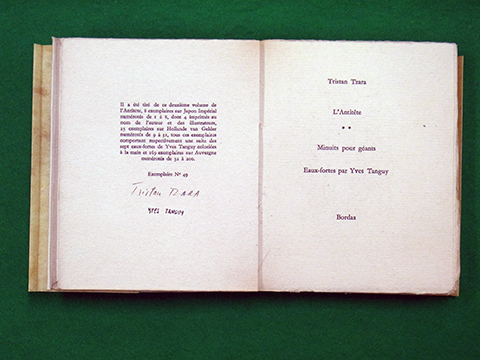 Il a été tiré de ce deuxième volume de
l'Antitête, 8 exemplaires sur Japon Impérial
numérotés de 1 à 8, dont 4 imprimés au
nom de l'auteur et des illustrateurs,
23 exemplaires sur Hollande van Gelder
numérotés de 9 à 31, tous ces exemplaires
comportant respectivement une suite des
sept eaux-fortes de Yves Tanguy coloriées
à la main et 169 exemplaires sur Auvergne
numérotés de 32 à 200.
Exemplaire N° 49
Tristan TZARA
YVES TANGUY
Tristan Tzara
L'Antitête
* *
Minuits pour géants
Eaux-fortes par Yves Tanguy
Bordas